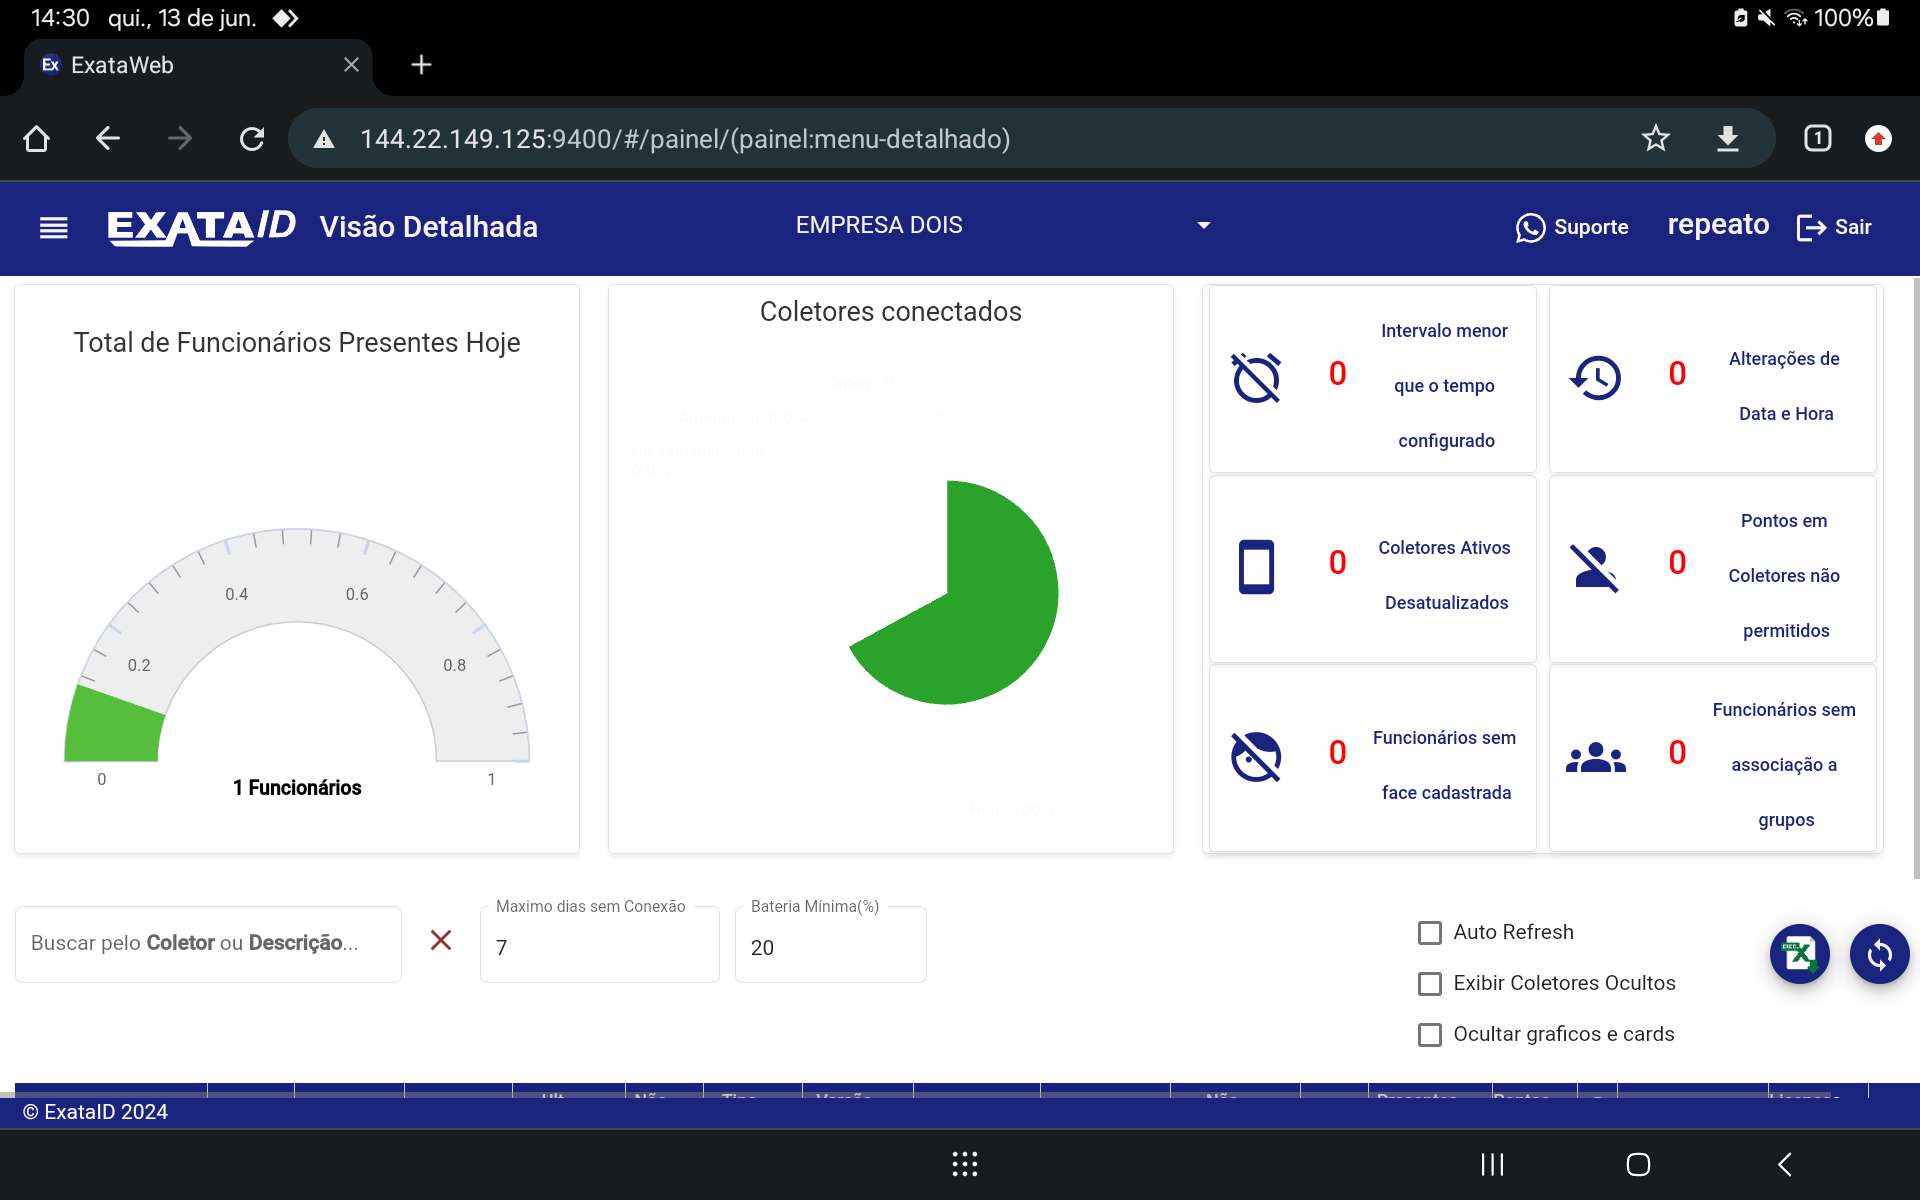 14:30 qui., 13 de jun.
100%
Ex ExataWeb
144.22.149.125:9400/#/painel/(painel:menu-detalhado)
1
EXATAID Visão Detalhada
EMPRESA DOIS
Suporte
repeato
Sair
Total de Funcionários Presentes Hoje
0
0.2
0.4
0.6
0.8
1
1 Funcionários
Coletores conectados
0
Intervalo menor
que o tempo
configurado
0
Alterações de
Data e Hora
0
Coletores Ativos
Desatualizados
0
Pontos em
Coletores não
permitidos
0
Funcionários sem
face cadastrada
0
Funcionários sem
associação a
grupos
Buscar pelo Coletor ou Descrição...
Maximo dias sem Conexão
7
Bateria Mínima(%)
20
Auto Refresh
Exibir Coletores Ocultos
Ocultar graficos e cards
© ExataID 2024